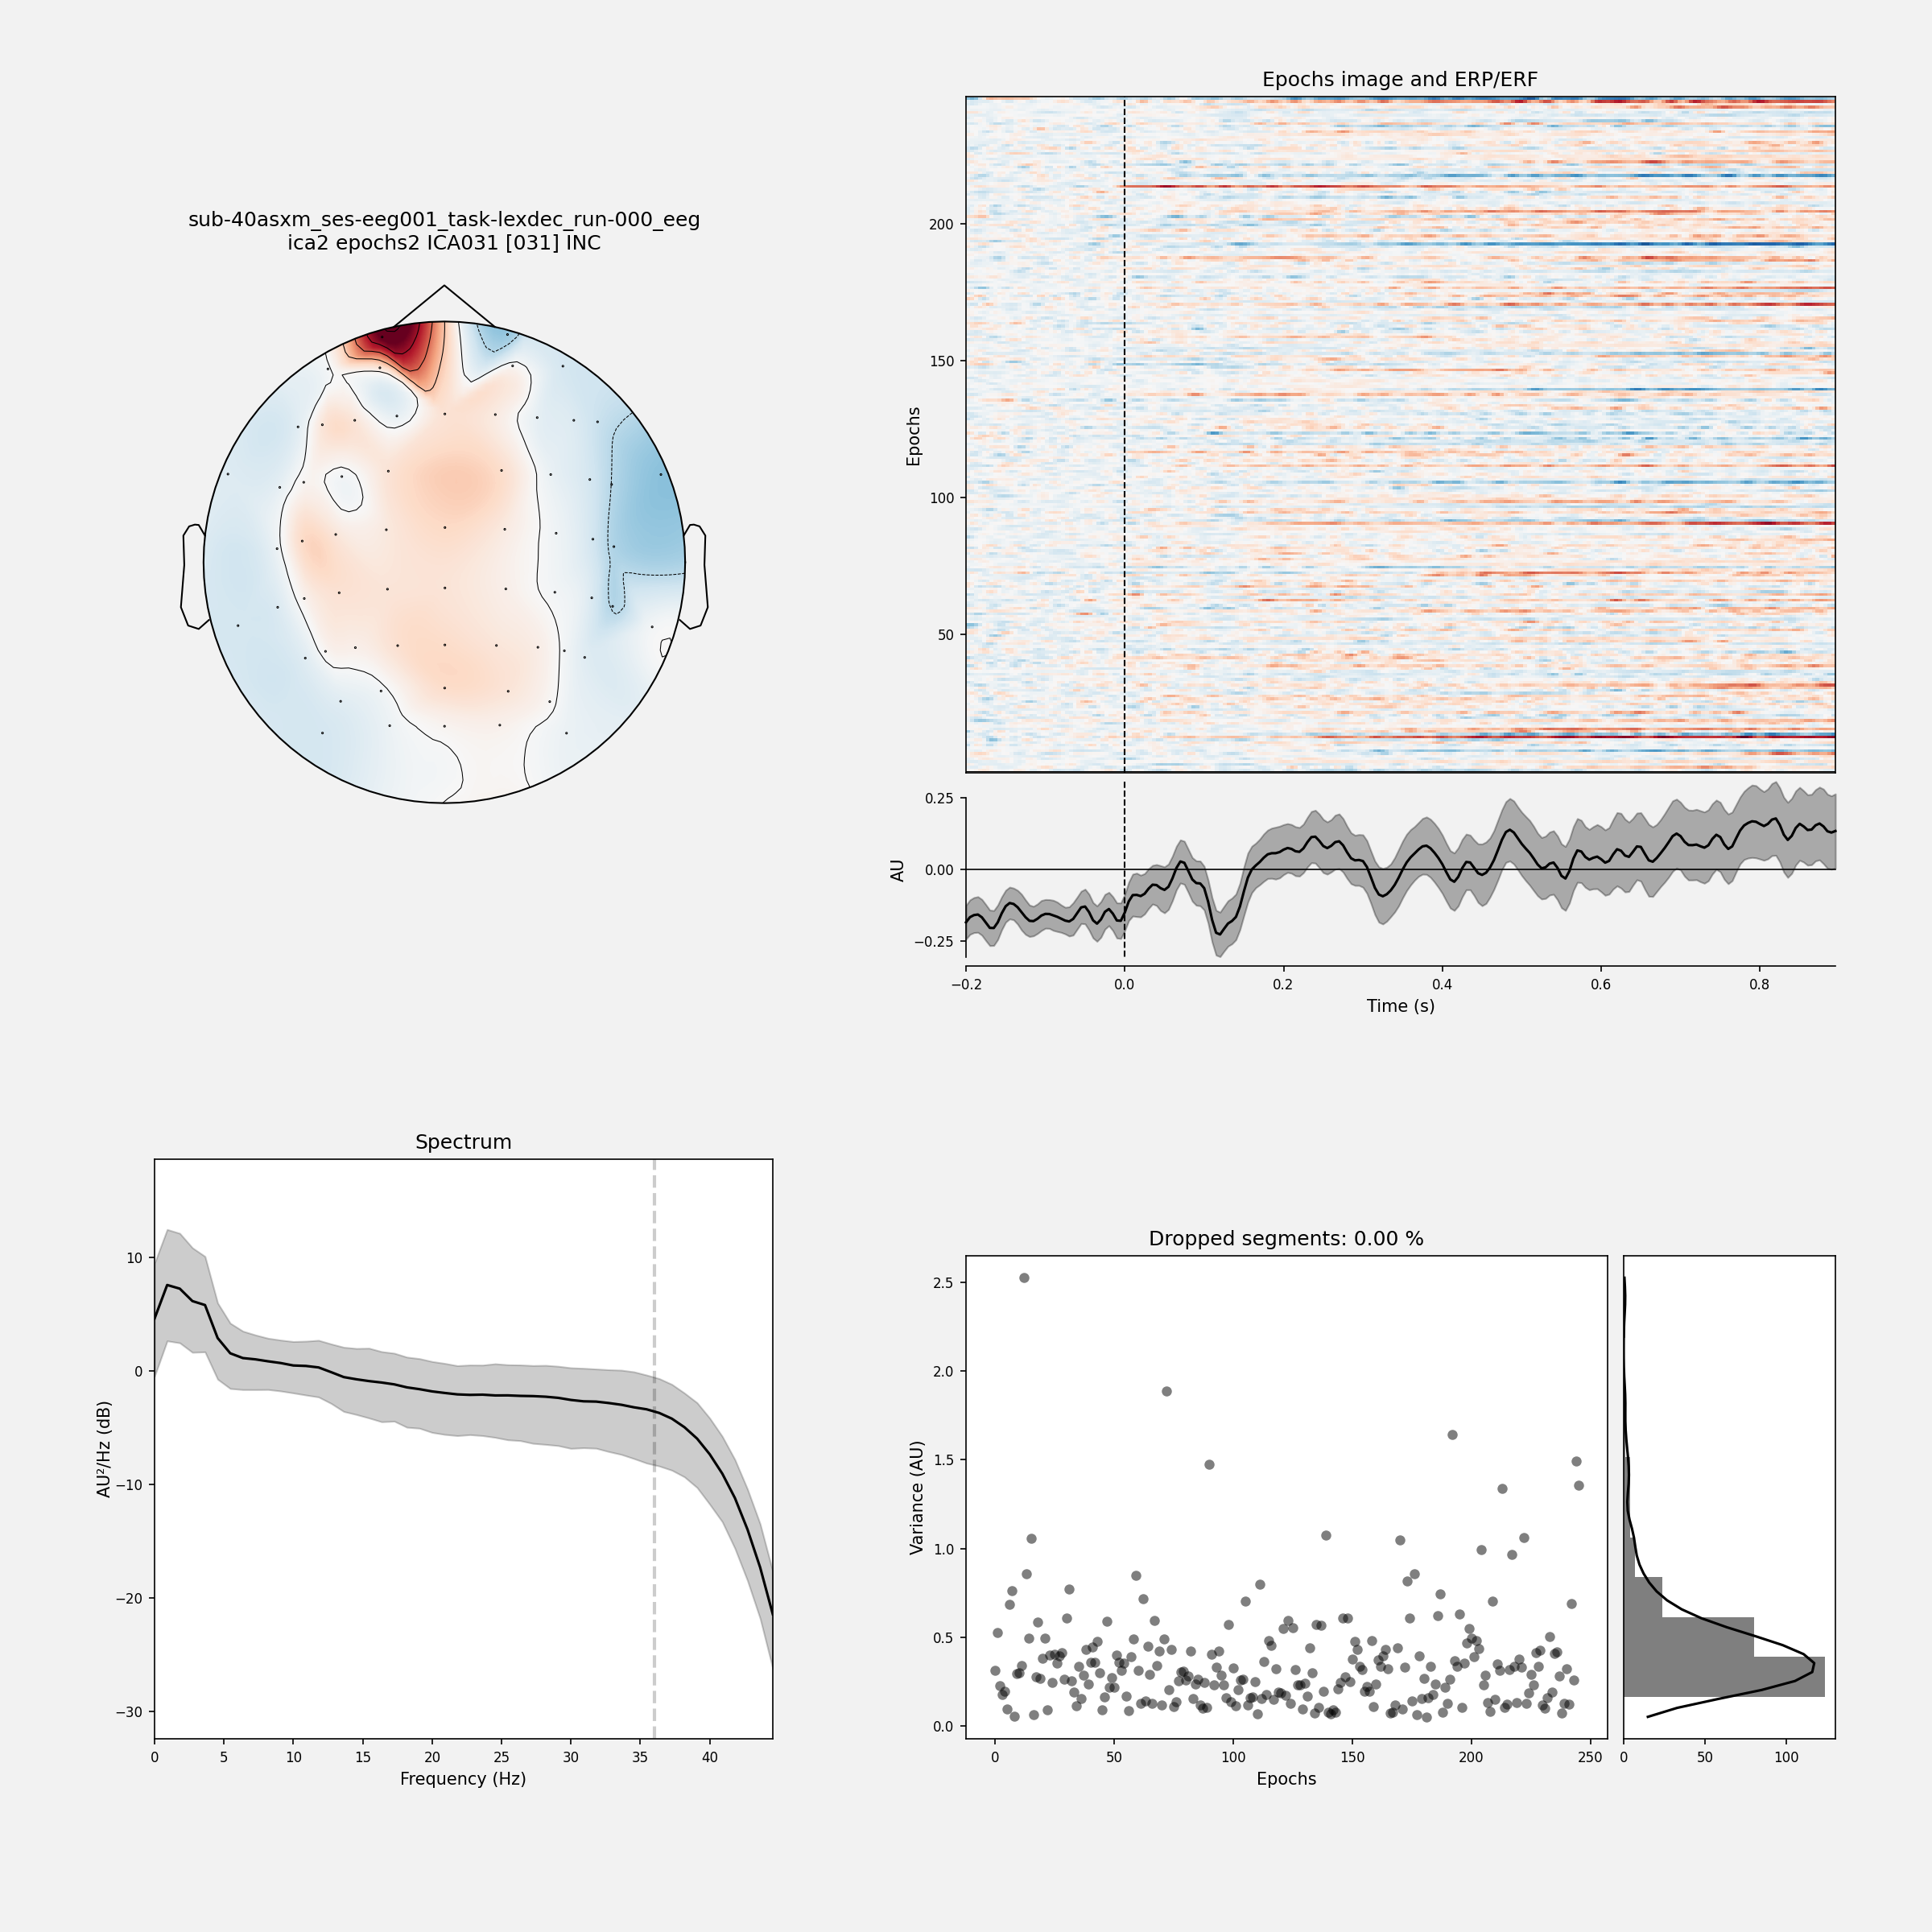 sub-40asxm_ses-eeg001_task-lexdec_run-000_eeg
ica2 epochs2 ICA031 [031] INC
Epochs image and ERP/ERF
Epochs
200
150
100
50
AU
0.25
0.00
−0.25
−0.2 0.0 0.2 0.4 0.6 0.8
Time (s)
Spectrum
AU²/Hz (dB)
10
0
−10
−20
−30
0 5 10 15 20 25 30 35 40
Frequency (Hz)
Dropped segments: 0.00 %
Variance (AU)
2.5
2.0
1.5
1.0
0.5
0.0
0 50 100 150 200 250
Epochs
0 50 100